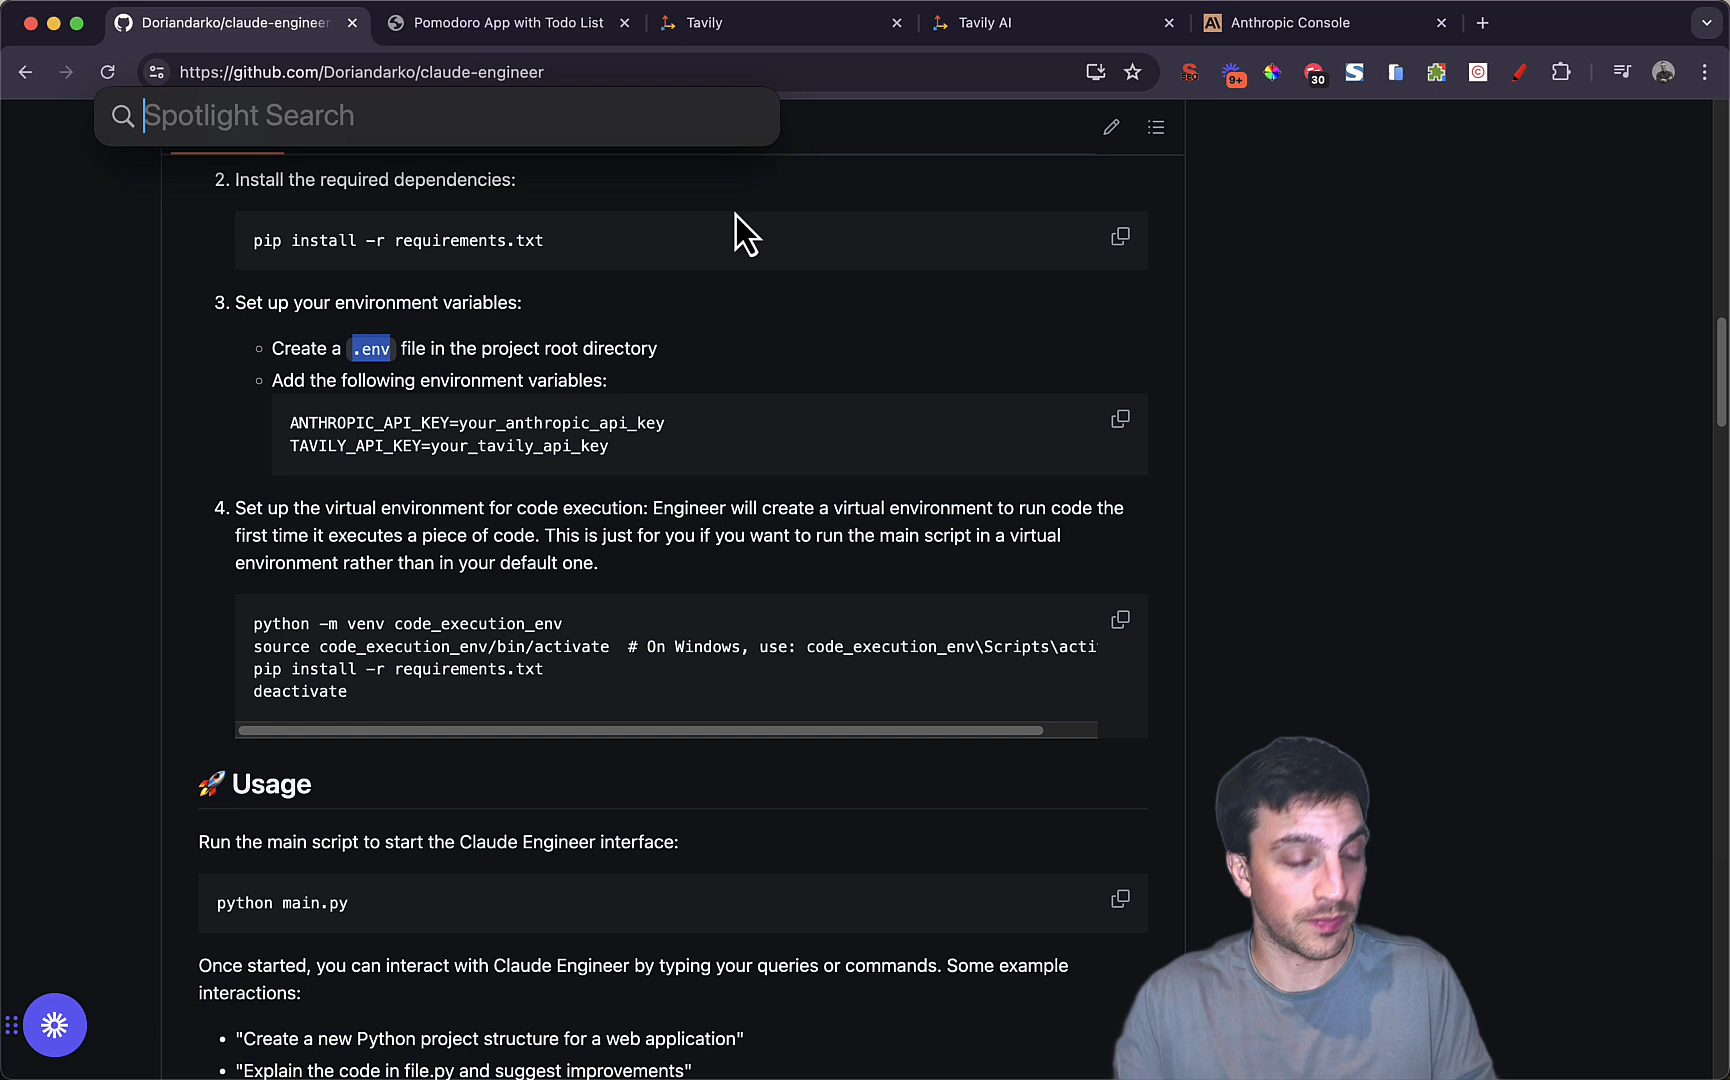 Doriandarko/claude-engineer
Pomodoro App with Todo List
Tavily
Tavily AI
Anthropic Console
https://github.com/Doriandarko/claude-engineer
SEO
9+
30
Spotlight Search
2. Install the required dependencies:
pip install -r requirements.txt
3. Set up your environment variables:
Create a .env file in the project root directory
Add the following environment variables:
ANTHROPIC_API_KEY=your_anthropic_api_key
TAVILY_API_KEY=your_tavily_api_key
4. Set up the virtual environment for code execution: Engineer will create a virtual environment to run code the
first time it executes a piece of code. This is just for you if you want to run the main script in a virtual
environment rather than in your default one.
python -m venv code_execution_env
source code_execution_env/bin/activate  # On Windows, use: code_execution_env\Scripts\acti
pip install -r requirements.txt
deactivate
🚀 Usage
Run the main script to start the Claude Engineer interface:
python main.py
Once started, you can interact with Claude Engineer by typing your queries or commands. Some example
interactions:
• "Create a new Python project structure for a web application"
• "Explain the code in file.py and suggest improvements"